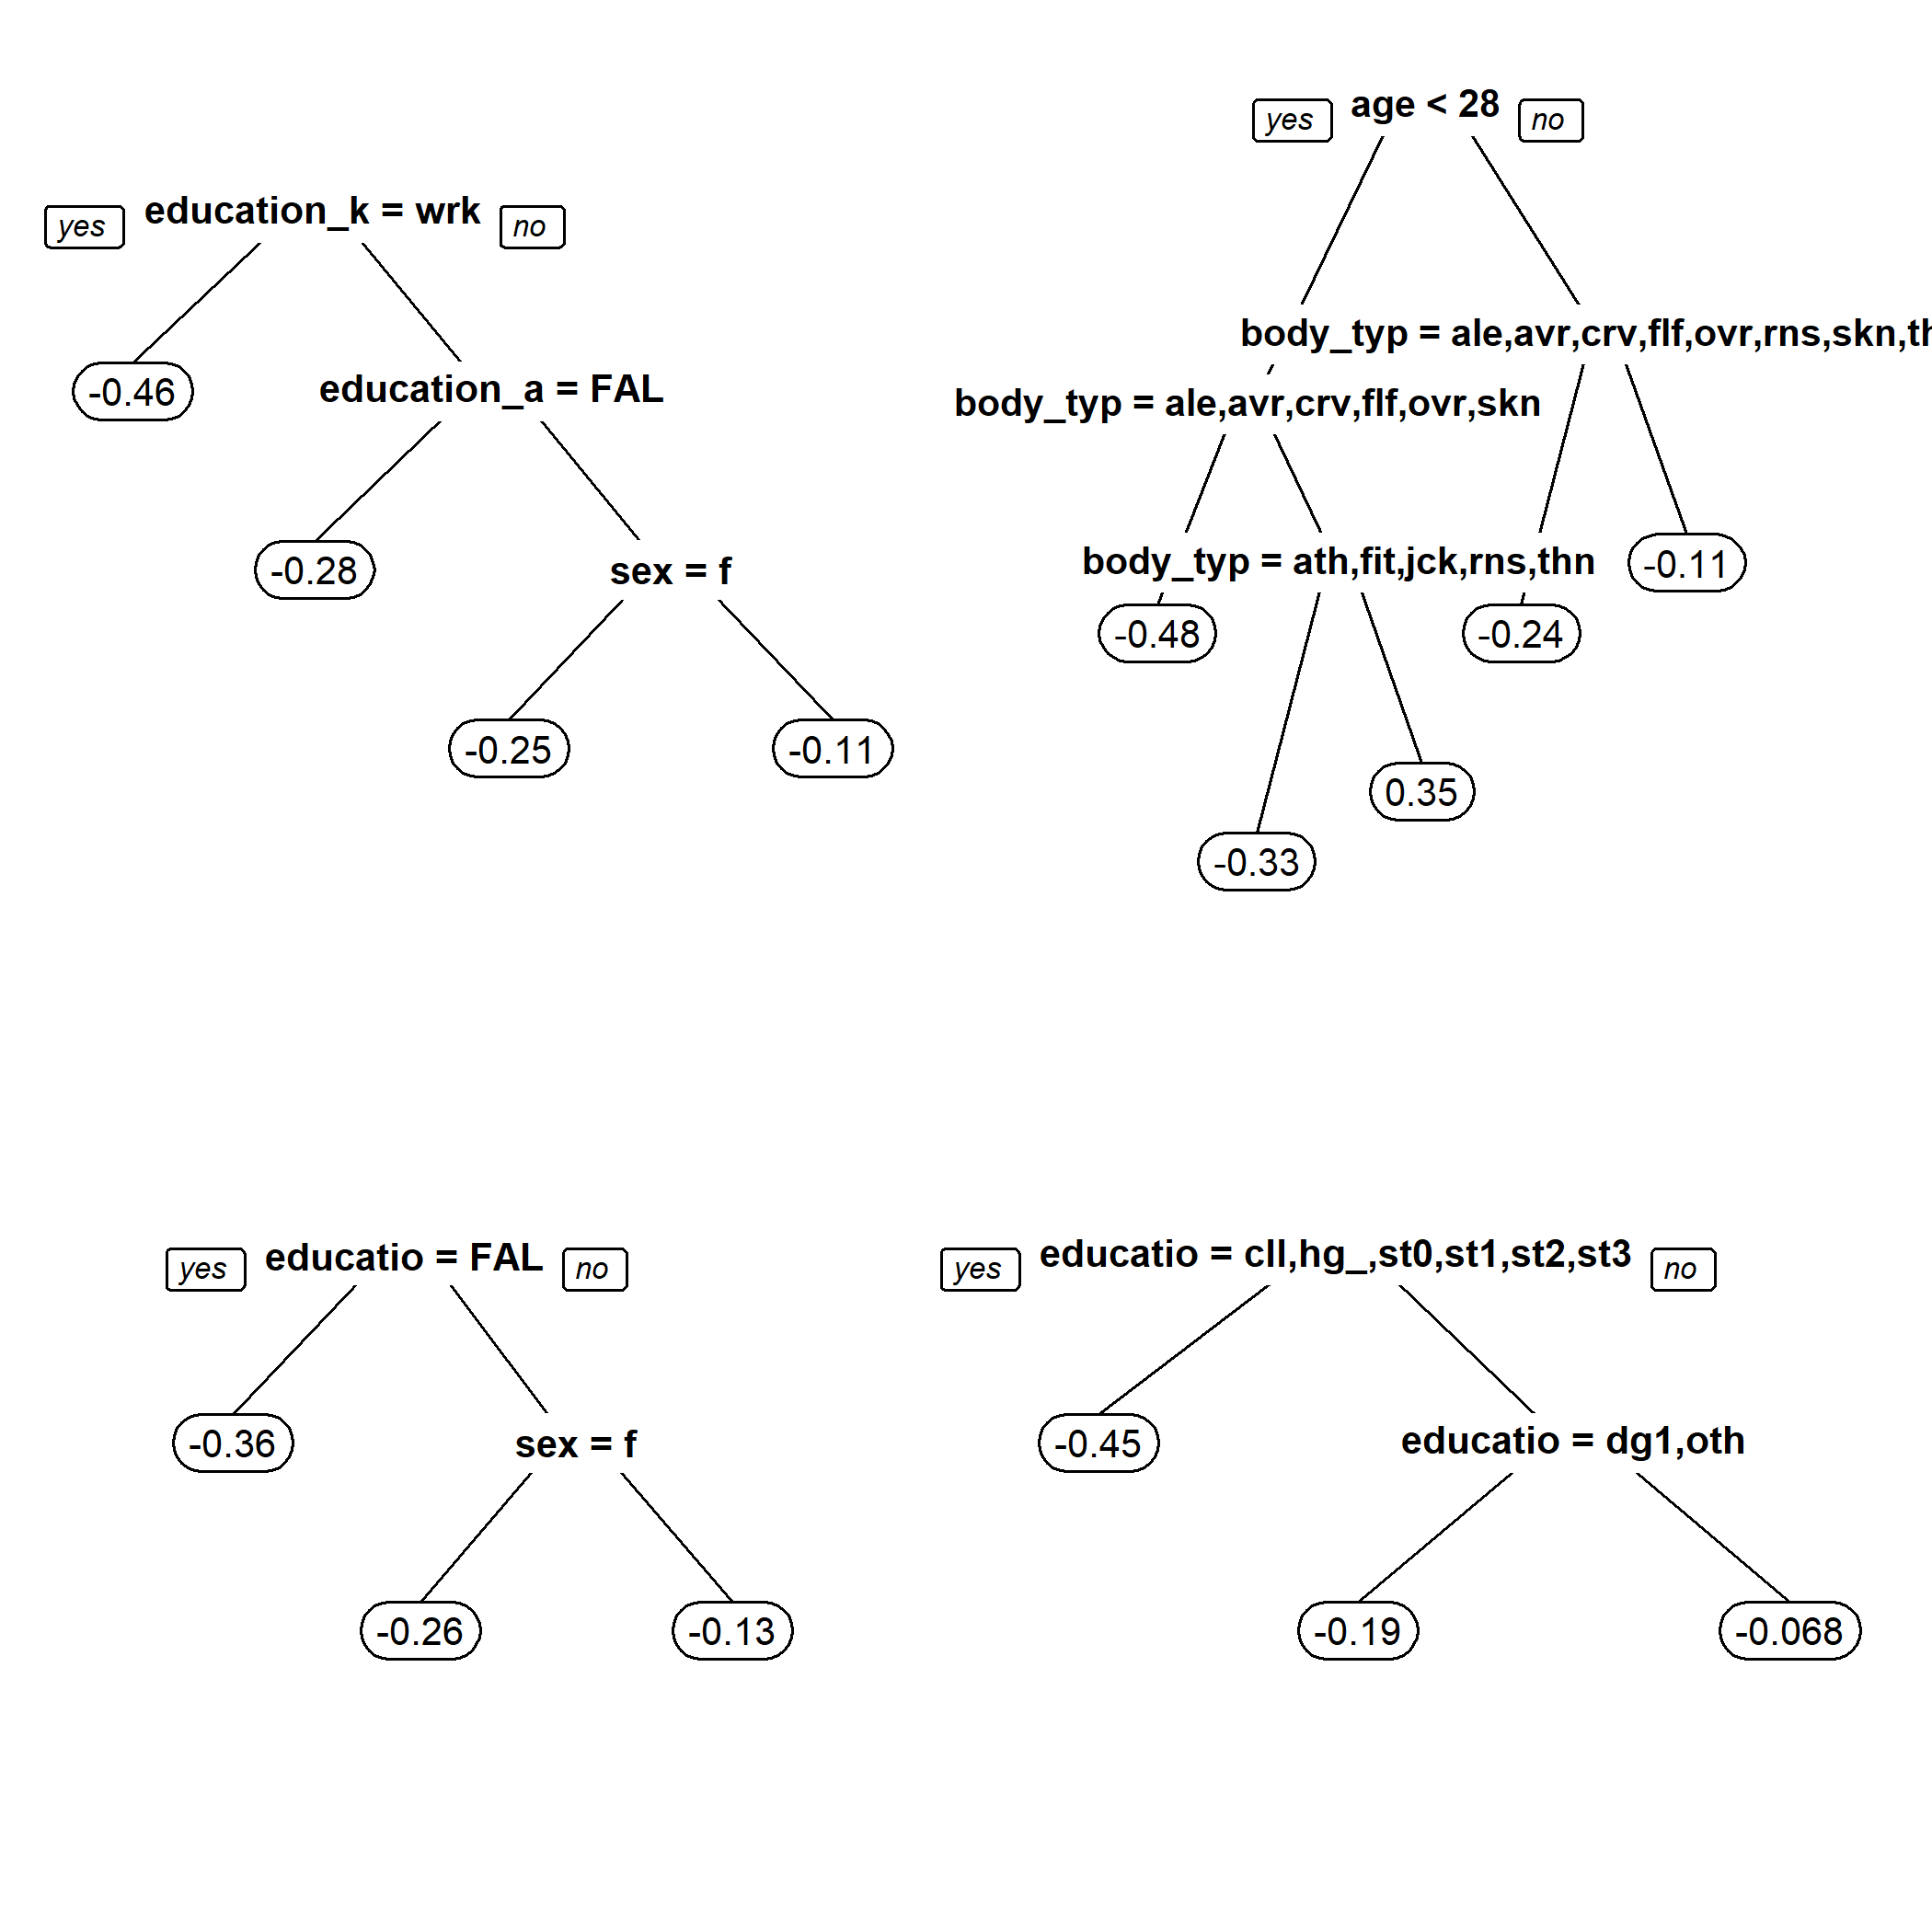 yes education_k = wrk no
-0.46
education_a = FAL
-0.28
sex = f
-0.25 -0.11
yes age < 28 no
body_typ = ale,avr,crv,flf,ovr,rns,skn,th
body_typ = ale,avr,crv,flf,ovr,skn
body_typ = ath,fit,jck,rns,thn
-0.11
-0.48 -0.24
0.35
-0.33
yes educatio = FAL no
-0.36
sex = f
-0.26 -0.13
yes educatio = cll,hg_,st0,st1,st2,st3 no
-0.45
educatio = dg1,oth
-0.19 -0.068